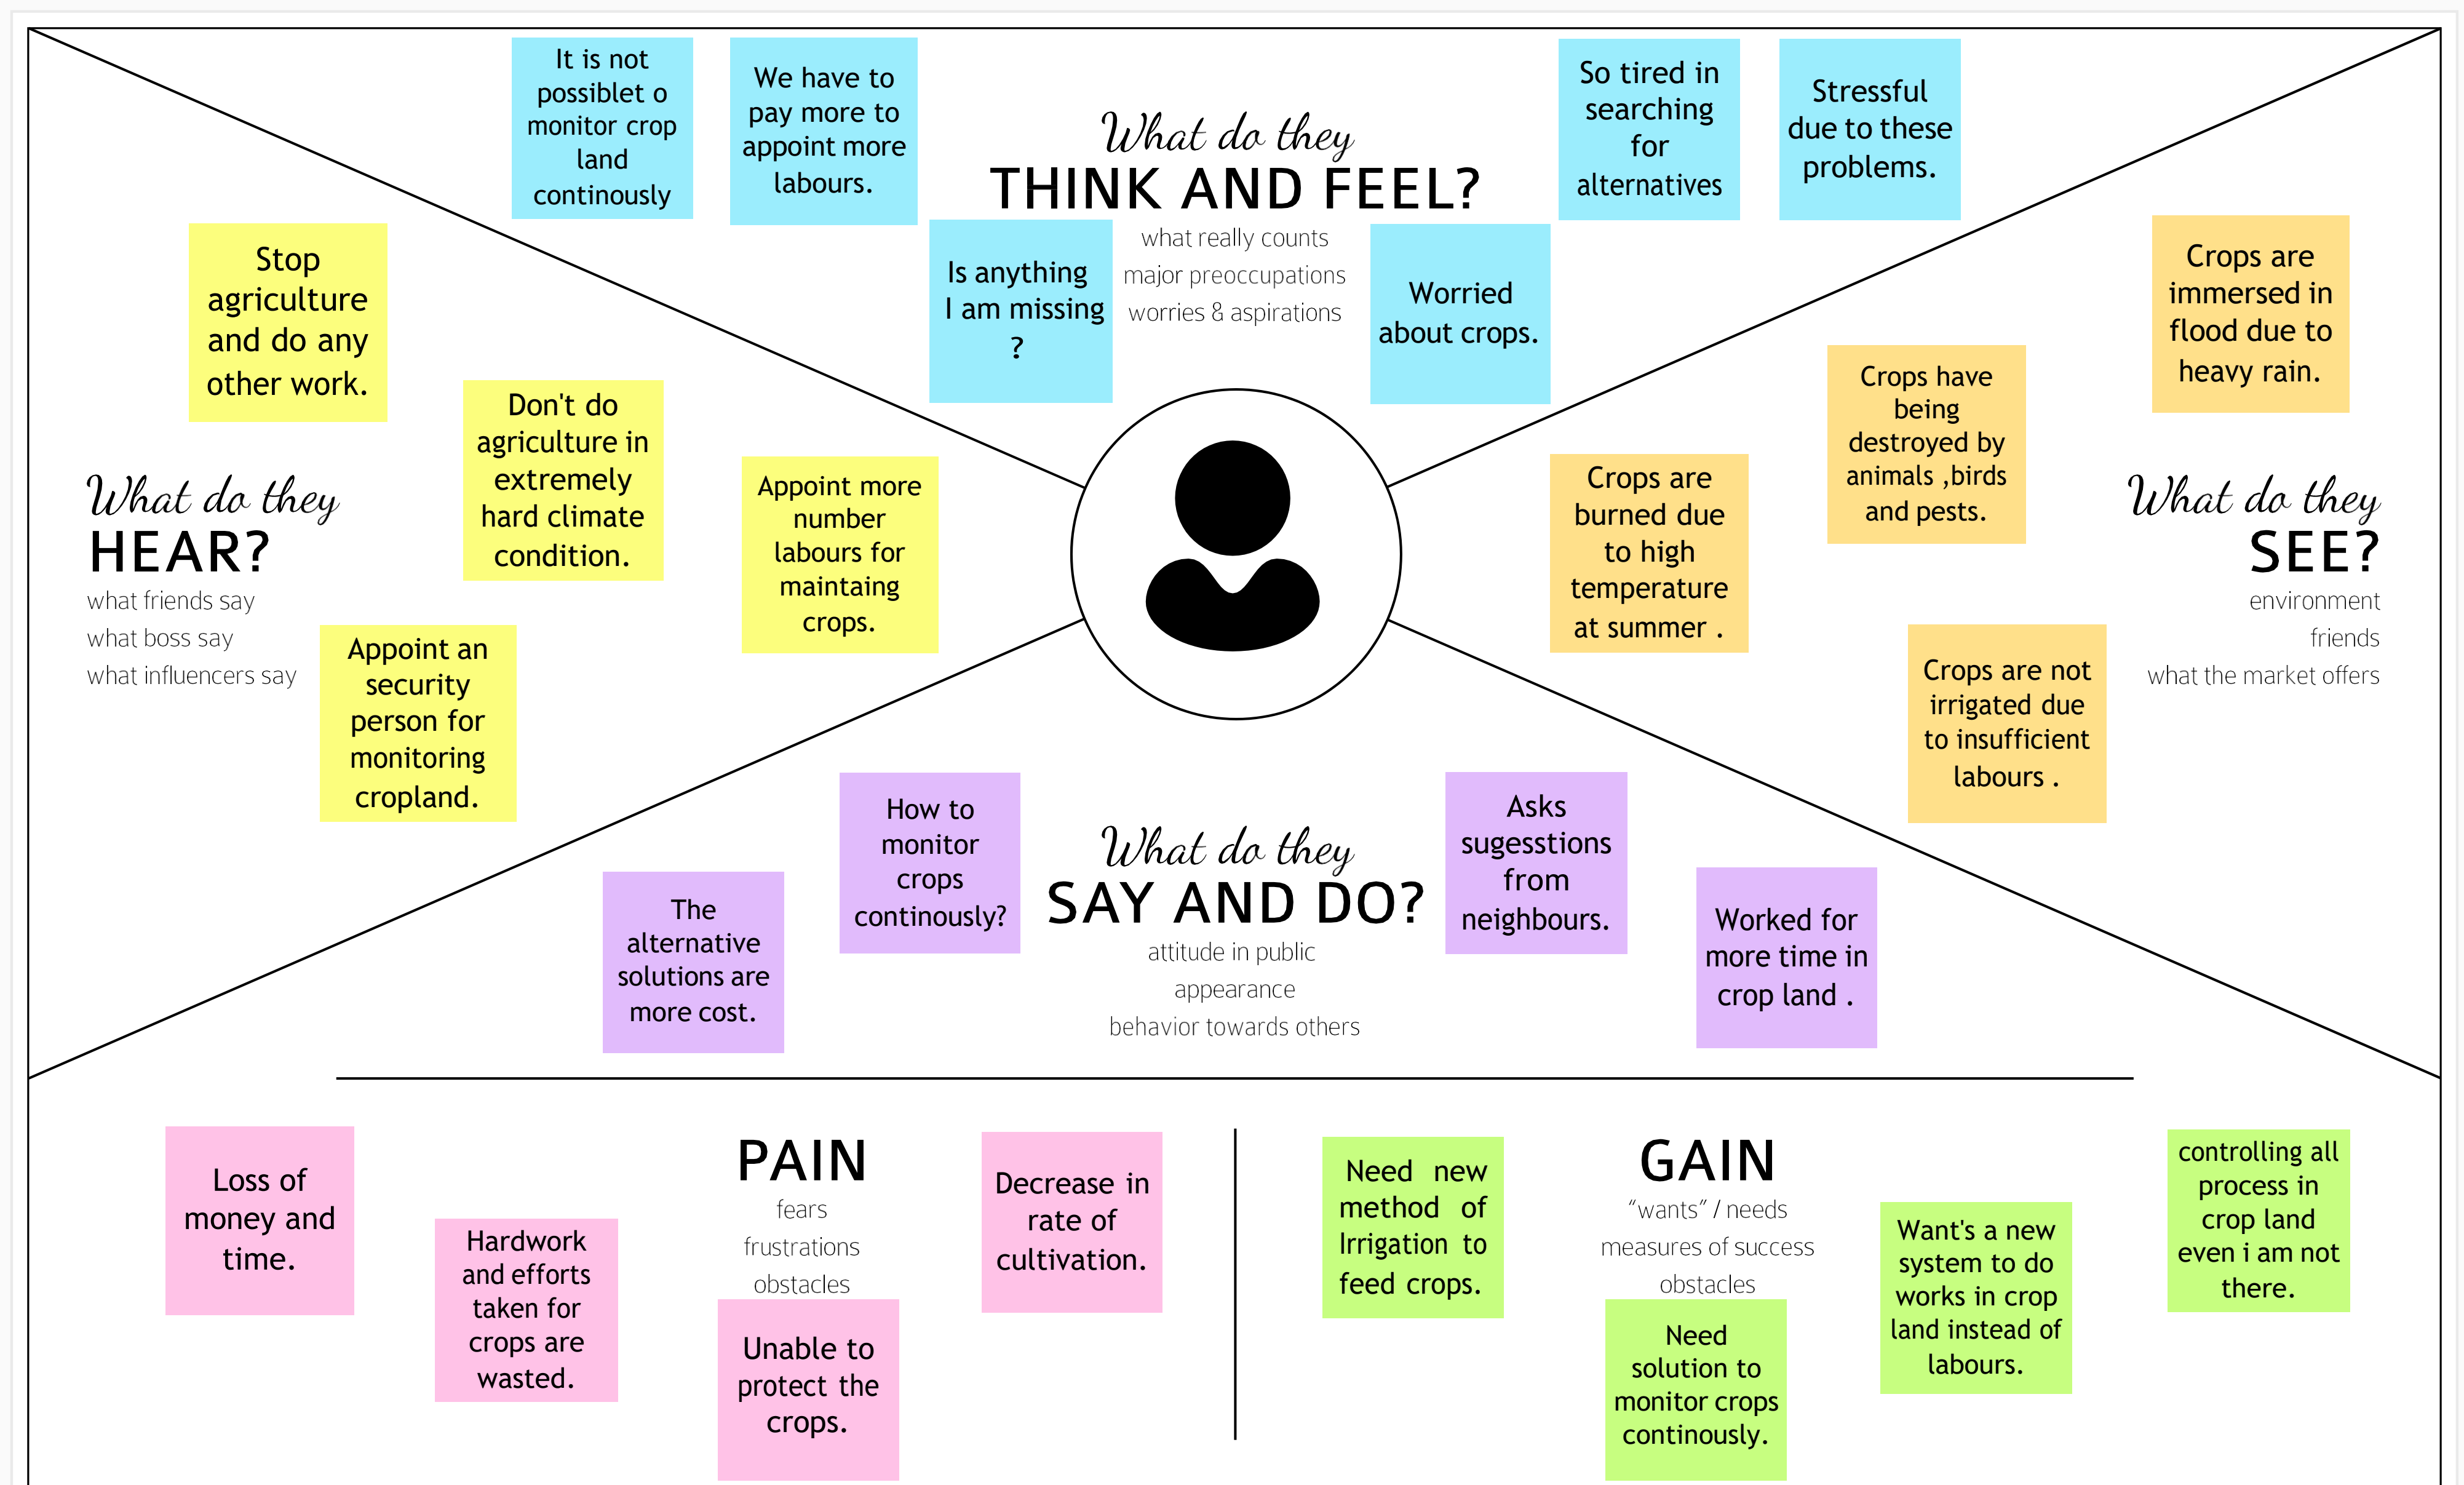 It is not
possiblet o
monitor crop
land
continously
We have to
pay more to
appoint more
labours.
What do they
THINK AND FEEL?
what really counts
major preoccupations
worries & aspirations
Is anything
I am missing
?
Worried
about crops.
So tired in
searching
for
alternatives
Stressful
due to these
problems.
Stop
agriculture
and do any
other work.
Don't do
agriculture in
extremely
hard climate
condition.
Appoint more
number
labours for
maintaing
crops.
What do they
HEAR?
what friends say
what boss say
what influencers say
Appoint an
security
person for
monitoring
cropland.
Crops are
immersed in
flood due to
heavy rain.
Crops have
being
destroyed by
animals ,birds
and pests.
Crops are
burned due
to high
temperature
at summer .
What do they
SEE?
environment
friends
what the market offers
Crops are not
irrigated due
to insufficient
labours .
The
alternative
solutions are
more cost.
How to
monitor
crops
continously?
What do they
SAY AND DO?
attitude in public
appearance
behavior towards others
Asks
sugesstions
from
neighbours.
Worked for
more time in
crop land .
Loss of
money and
time.
Hardwork
and efforts
taken for
crops are
wasted.
PAIN
fears
frustrations
obstacles
Unable to
protect the
crops.
Decrease in
rate of
cultivation.
Need new
method of
Irrigation to
feed crops.
GAIN
“wants” / needs
measures of success
obstacles
Need
solution to
monitor crops
continously.
Want's a new
system to do
works in crop
land instead of
labours.
controlling all
process in
crop land
even i am not
there.